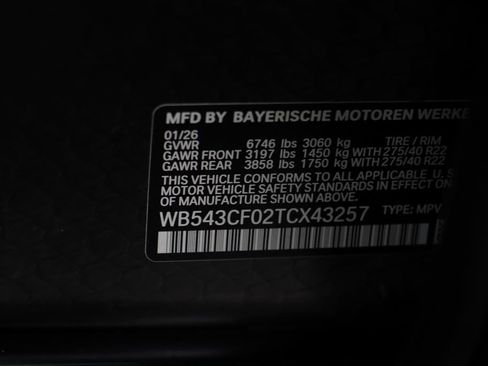 MFD BY BAYERISCHE MOTOREN WERKE
01/26
GVWR 6746 lbs 3060 kg TIRE / RIM
GAWR FRONT 3197 lbs 1450 kg WITH 275/40 R22
GAWR REAR 3858 lbs 1750 kg WITH 275/40 R22
THIS VEHICLE CONFORMS TO ALL APPLICABLE U. S
MOTOR VEHICLE SAFETY STANDARDS IN EFFECT ON
OF MANUFACTURE SHOWN ABOVE.
WB543CF02TCX43257 TYPE: MPV